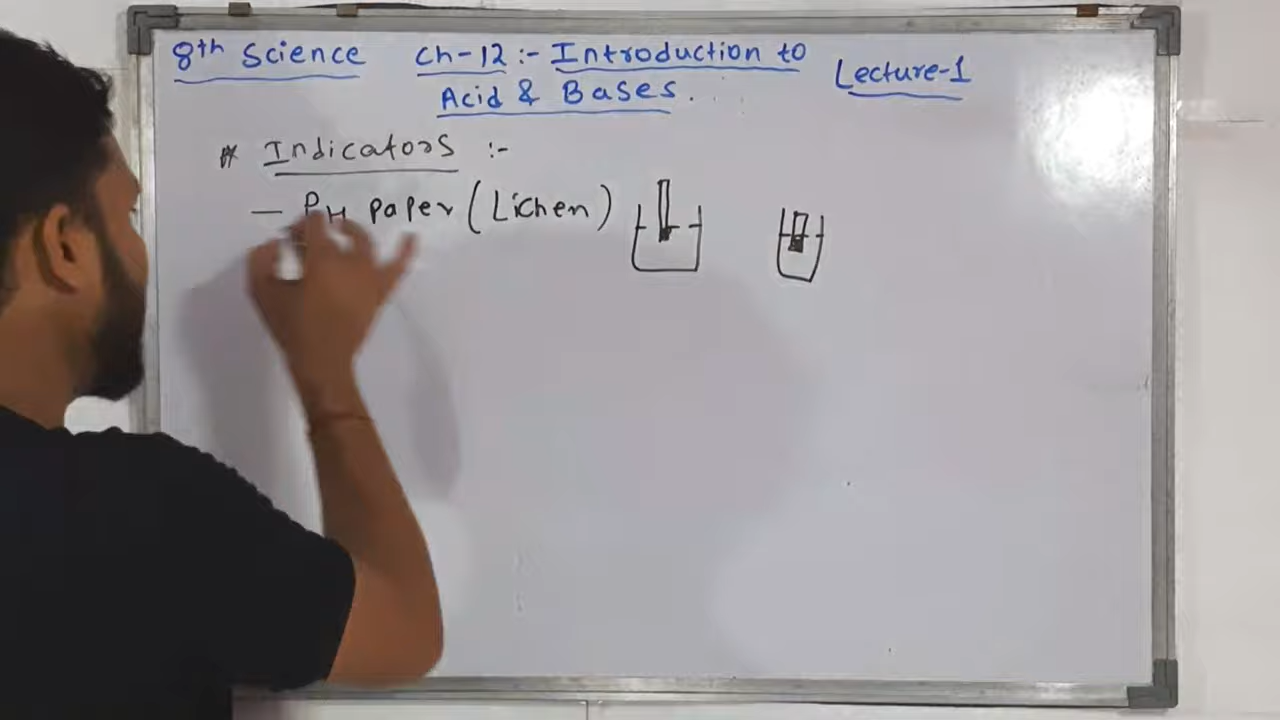 8th Science Ch-12 :- Introduction to Lecture-1
Acid & Bases.
* Indicators :-
- PH paper (Lichen)